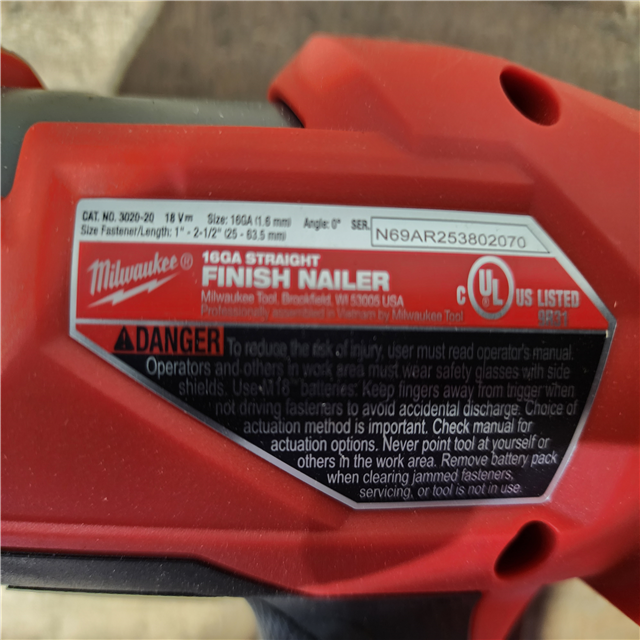 CAT. NO. 3020-20 18 V⎓ Size: 16GA (1.6 mm) Angle: 0° SER.
Size Fastener/Length: 1" - 2-1/2" (25 - 63.5 mm)
N69AR253802070
Milwaukee®
16GA STRAIGHT
FINISH NAILER
Milwaukee Tool, Brookfield, WI 53005 USA
Professionally assembled in Vietnam by Milwaukee Tool
C UL US LISTED
9B31
DANGER To reduce the risk of injury, user must read operator's manual.
Operators and others in work area must wear safety glasses with side
shields. Use M18™ batteries. Keep fingers away from trigger when
not driving fasteners to avoid accidental discharge. Choice of
actuation method is important. Check manual for
actuation options. Never point tool at yourself or
others in the work area. Remove battery pack
when clearing jammed fasteners,
servicing, or tool is not in use.